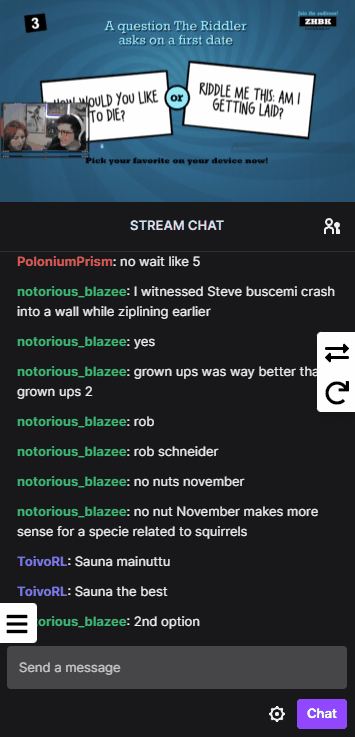 3
A question The Riddler
asks on a first date
Join the audience!
ZHBK
WOULD YOU LIKE
TO DIE?
or
RIDDLE ME THIS: AM I
GETTING LAID?
Pick your favorite on your device now!
STREAM CHAT
PoloniumPrism: no wait like 5
notorious_blazee: I witnessed Steve buscemi crash
into a wall while ziplining
earlier
notorious_blazee: yes
notorious_blazee: grown ups was way better tha
grown ups 2
notorious_blazee: rob
notorious_blazee: rob schneider
notorious_blazee: no nuts november
notorious_blazee: no nut November makes more
sense for a specie related to squirrels
ToivoRL: Sauna mainuttu
ToivoRL: Sauna the best
orious_blazee: 2nd option
Send a message
Chat